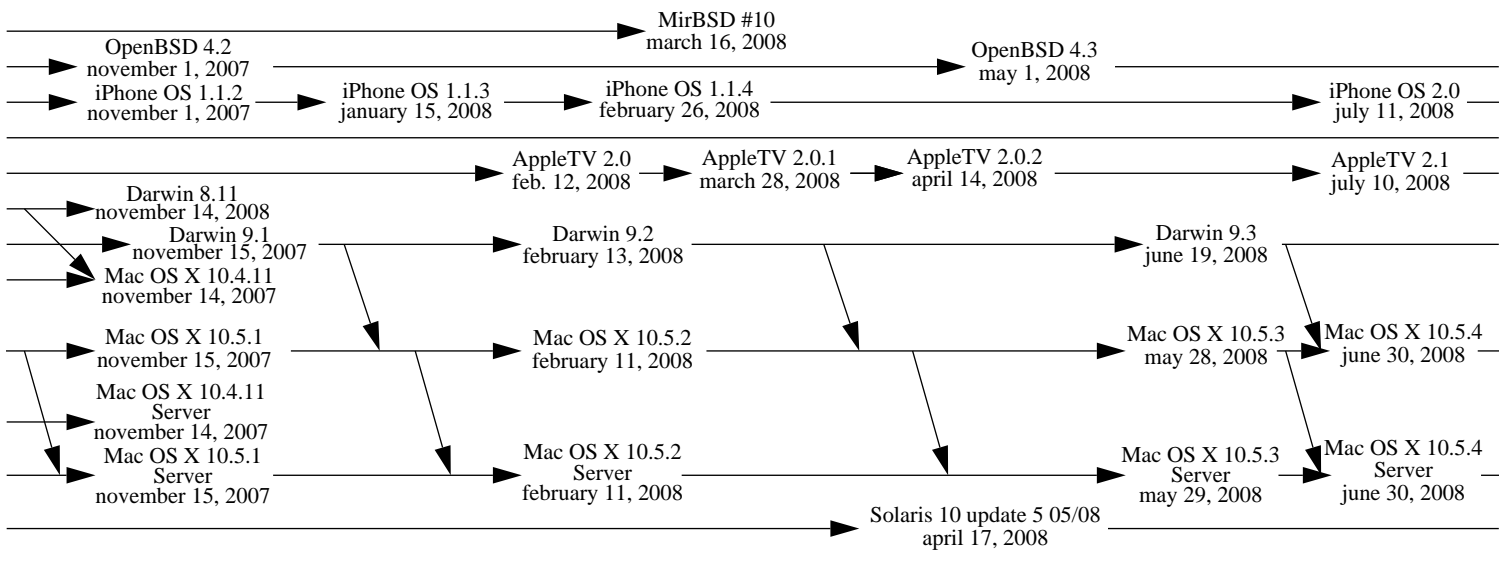 MirBSD #10
march 16, 2008
OpenBSD 4.2
november 1, 2007
OpenBSD 4.3
may 1, 2008
iPhone OS 1.1.2
november 1, 2007
iPhone OS 1.1.3
january 15, 2008
iPhone OS 1.1.4
february 26, 2008
iPhone OS 2.0
july 11, 2008
AppleTV 2.0
feb. 12, 2008
AppleTV 2.0.1
march 28, 2008
AppleTV 2.0.2
april 14, 2008
AppleTV 2.1
july 10, 2008
Darwin 8.11
november 14, 2008
Darwin 9.1
november 15, 2007
Darwin 9.2
february 13, 2008
Darwin 9.3
june 19, 2008
Mac OS X 10.4.11
november 14, 2007
Mac OS X 10.5.1
november 15, 2007
Mac OS X 10.5.2
february 11, 2008
Mac OS X 10.5.3
may 28, 2008
Mac OS X 10.5.4
june 30, 2008
Mac OS X 10.4.11
Server
november 14, 2007
Mac OS X 10.5.1
Server
november 15, 2007
Mac OS X 10.5.2
Server
february 11, 2008
Mac OS X 10.5.3
Server
may 29, 2008
Mac OS X 10.5.4
Server
june 30, 2008
Solaris 10 update 5 05/08
april 17, 2008